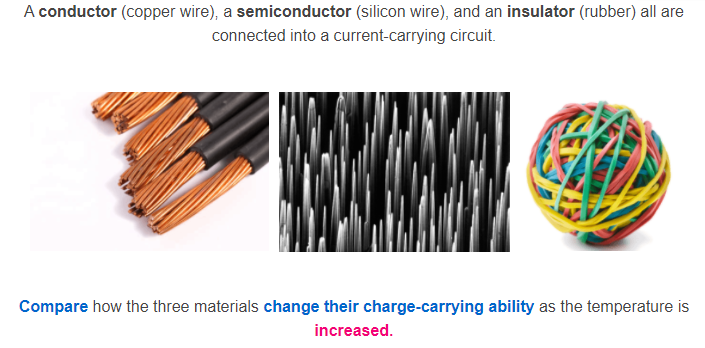 A conductor (copper wire), a semiconductor (silicon wire), and an insulator (rubber) all are
connected into a current-carrying circuit.
Compare how the three materials change their charge-carrying ability as the temperature is
increased.